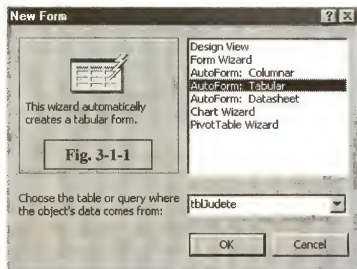 New Form
Design View
Form Wizard
AutoForm: Columnar
AutoForm: Tabular
AutoForm: Datasheet
Chart Wizard
PivotTable Wizard
This wizard automatically
creates a tabular form.
Fig. 3-1-1
Choose the table or query where
the object's data comes from:
tblJudete
OK
Cancel